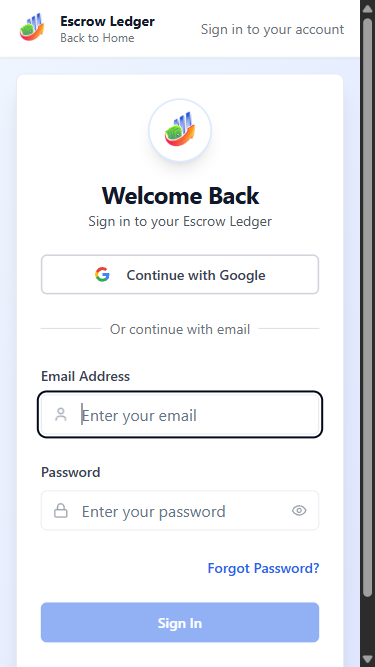 Escrow Ledger
Back to Home
Sign in to your account
Welcome Back
Sign in to your Escrow Ledger
Continue with Google
Or continue with email
Email Address
Enter your email
Password
Enter your password
Forgot Password?
Sign In